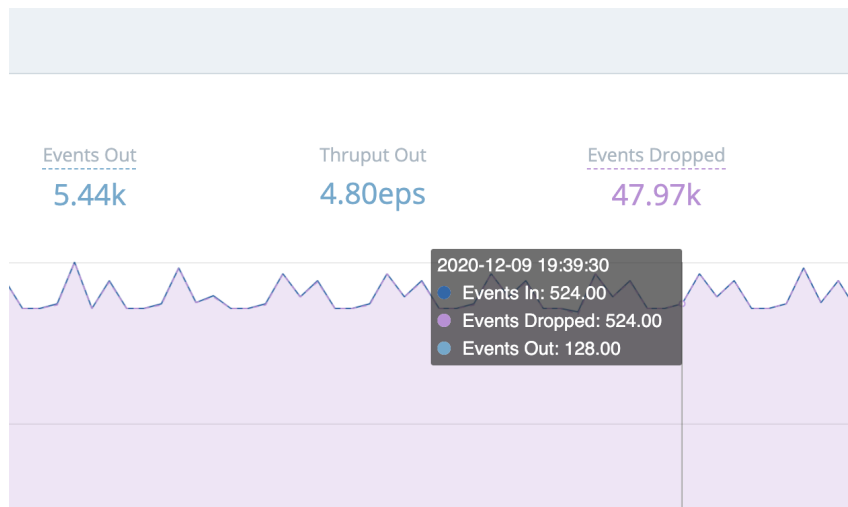 Events Out
Thruput Out
Events Dropped
5.44k
4.80eps
47.97k
2020-12-09 19:39:30
Events In: 524.00
Events Dropped: 524.00
Events Out: 128.00